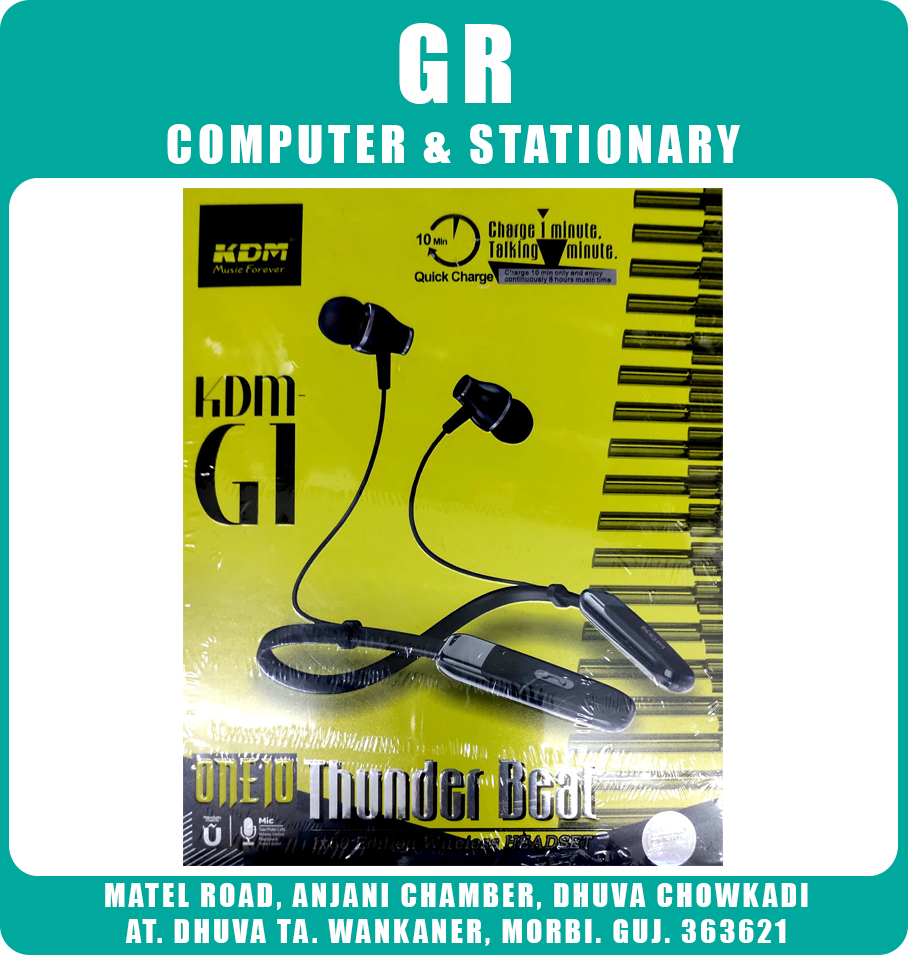 GR
COMPUTER & STATIONARY
KDM
Music Forever
10 Min
Quick Charge
Charge 1 minute,
Talking minute.
Charge 10 min only and enjoy
continuously 8 hours music time
KDM-
G1
ONE10 Thunder Beat
Mic
Edition Wireless HEADSET
MATEL ROAD, ANJANI CHAMBER, DHUVA CHOWKADI
AT. DHUVA TA. WANKANER, MORBI. GUJ. 363621